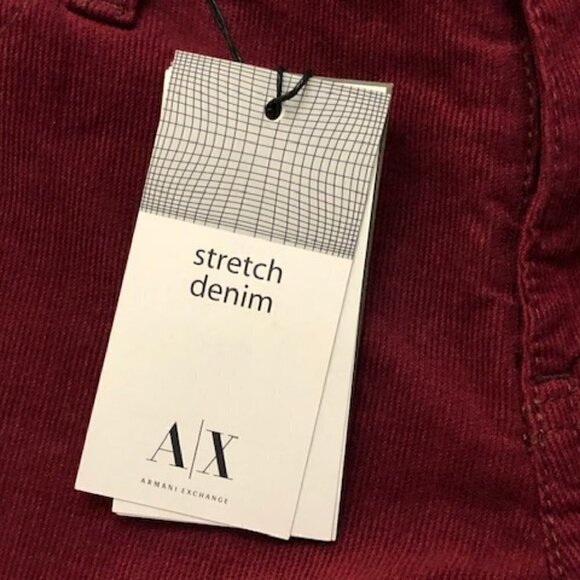 stretch
denim
A|X
ARMANI EXCHANGE